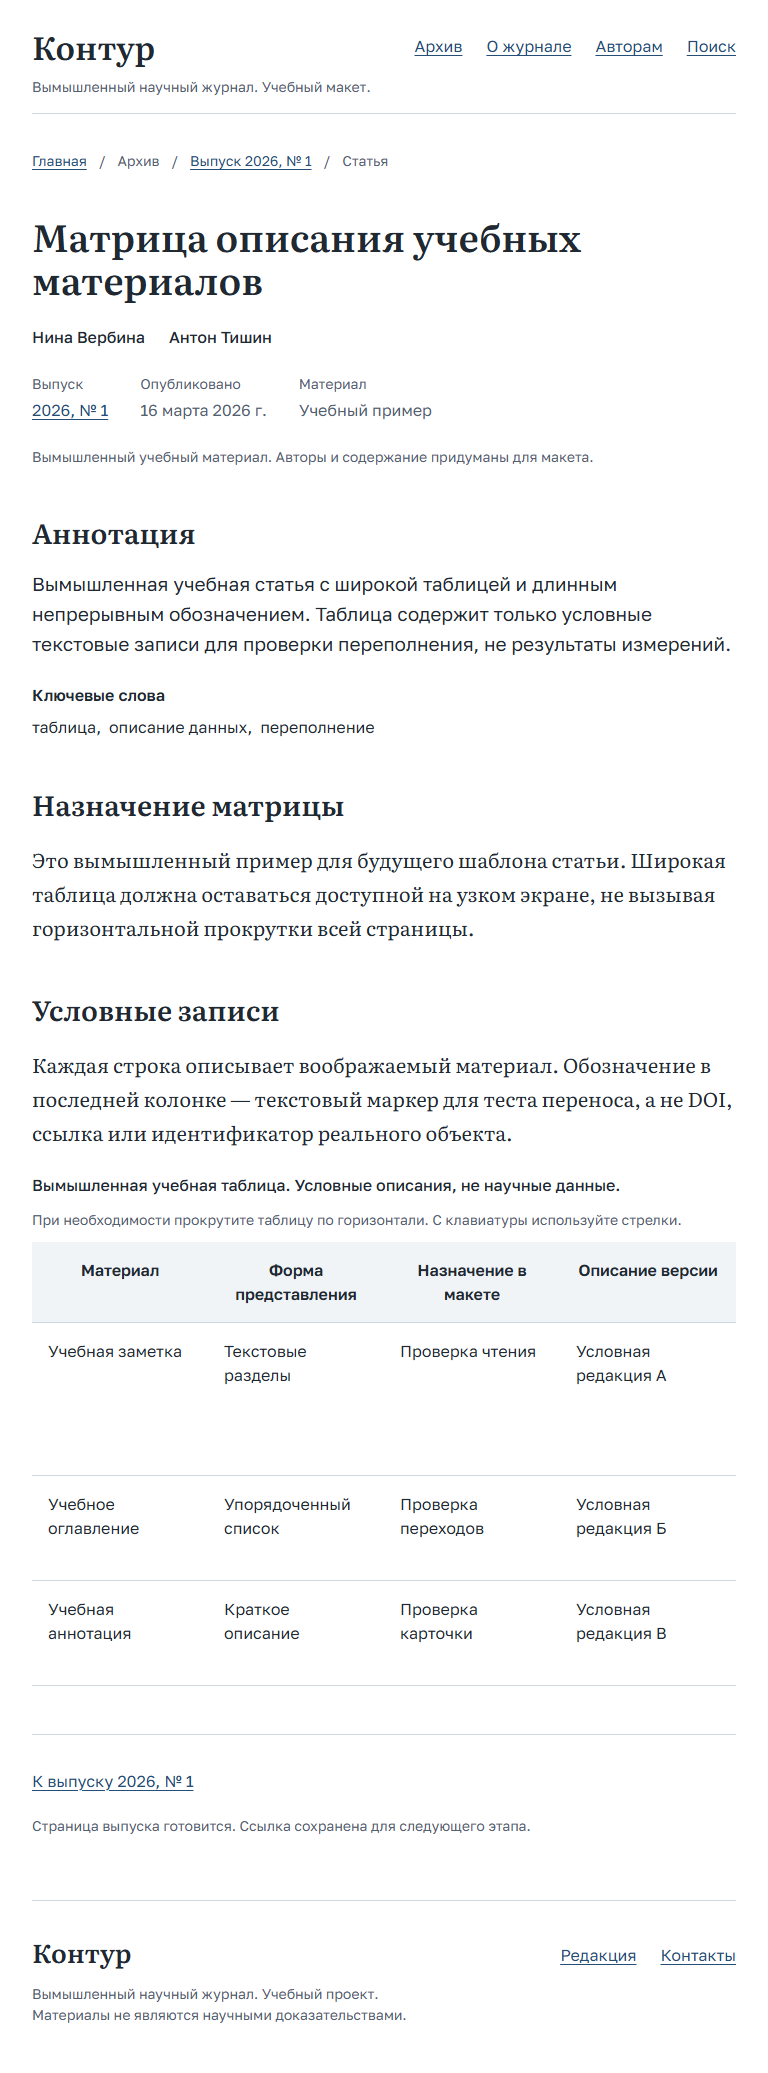 Контур
Архив О журнале Авторам Поиск
Вымышленный научный журнал. Учебный макет.
Главная / Архив / Выпуск 2026, № 1 / Статья
Матрица описания учебных
материалов
Нина Вербина Антон Тишин
Выпуск Опубликовано Материал
2026, № 1 16 марта 2026 г. Учебный пример
Вымышленный учебный материал. Авторы и содержание придуманы для макета.
Аннотация
Вымышленная учебная статья с широкой таблицей и длинным
непрерывным обозначением. Таблица содержит только условные
текстовые записи для проверки переполнения, не результаты измерений.
Ключевые слова
таблица, описание данных, переполнение
Назначение матрицы
Это вымышленный пример для будущего шаблона статьи. Широкая
таблица должна оставаться доступной на узком экране, не вызывая
горизонтальной прокрутки всей страницы.
Условные записи
Каждая строка описывает воображаемый материал. Обозначение в
последней колонке — текстовый маркер для теста переноса, а не DOI,
ссылка или идентификатор реального объекта.
Вымышленная учебная таблица. Условные описания, не научные данные.
При необходимости прокрутите таблицу по горизонтали. С клавиатуры используйте стрелки.
Материал Форма Назначение в Описание версии
представления макете
Учебная заметка Текстовые Проверка чтения Условная
разделы редакция А
Учебное Упорядоченный Проверка Условная
оглавление список переходов редакция Б
Учебная Краткое Проверка Условная
аннотация описание карточки редакция В
К выпуску 2026, № 1
Страница выпуска готовится. Ссылка сохранена для следующего этапа.
Контур
Редакция Контакты
Вымышленный научный журнал. Учебный проект.
Материалы не являются научными доказательствами.